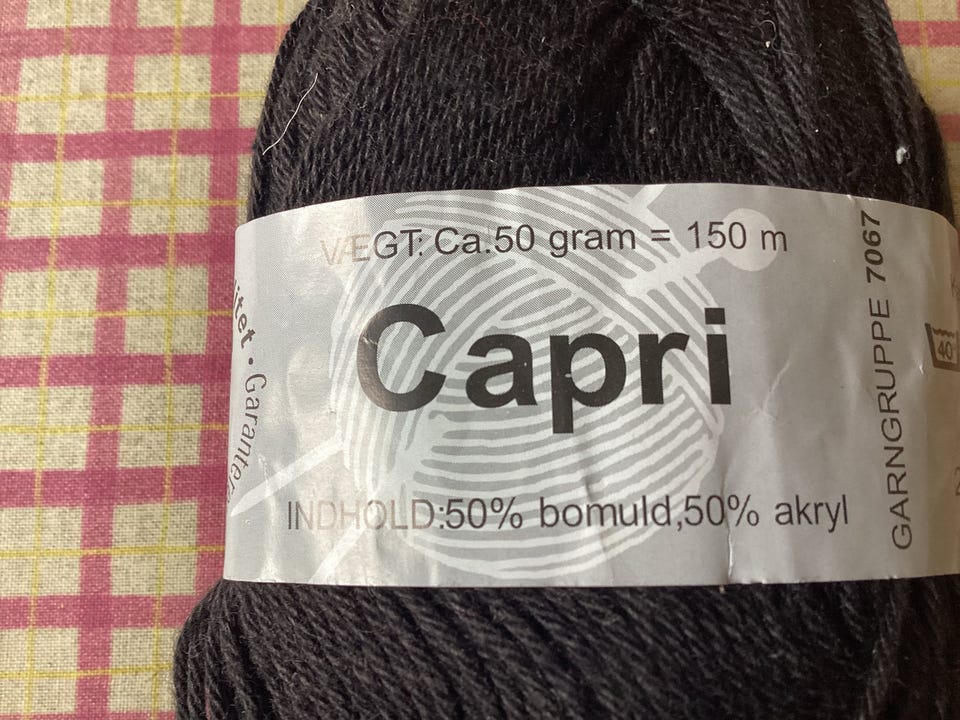 VÆGT: Ca.50 gram = 150 m
Capri
INDHOLD:50% bomuld,50% akryl
GARNGRUPPE 7067
40